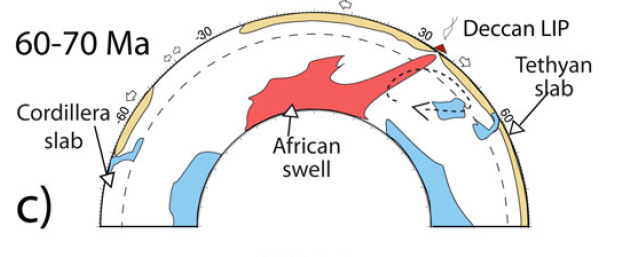 60-70 Ma
-30
30
Deccan LIP
Tethyan
slab
Cordillera
slab
-60
60
African
swell
c)